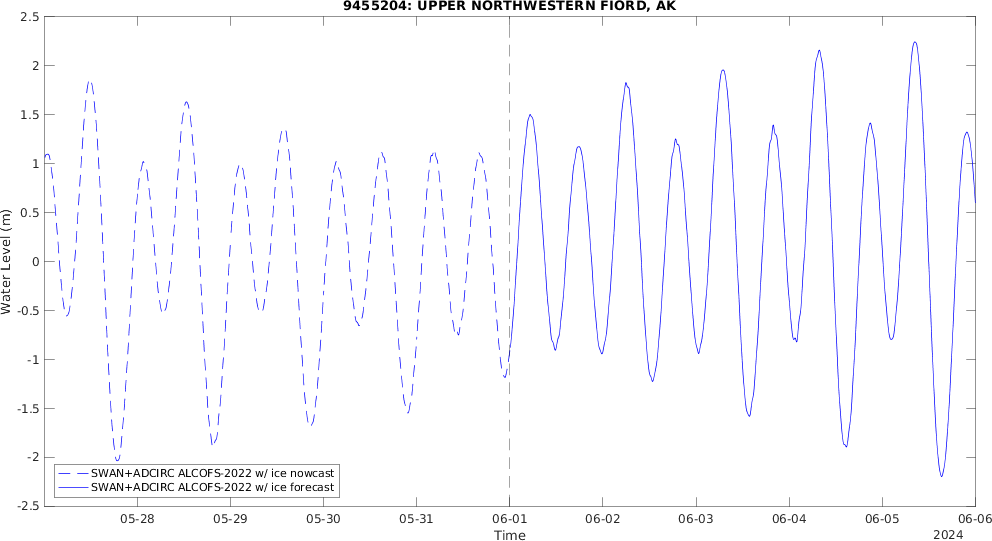 9455204: UPPER NORTHWESTERN FIORD, AK
2.5
2
1.5
1
0.5
0
-0.5
-1
-1.5
-2
-2.5
Water Level (m)
SWAN+ADCIRC ALCOFS-2022 w/ ice nowcast
SWAN+ADCIRC ALCOFS-2022 w/ ice forecast
05-28 05-29 05-30 05-31 06-01 06-02 06-03 06-04 06-05 06-06
Time
2024